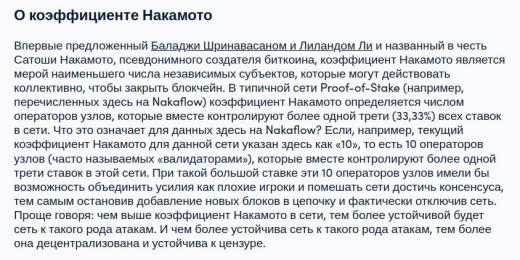 О коэффициенте Накамото
Впервые предложенный Баладжи Шринавасаном и Лиландом Ли и названный в честь
Сатоши Накамото, псевдонимного создателя биткоина, коэффициент Накамото является
мерой наименьшего числа независимых субъектов, которые могут действовать
коллективно, чтобы закрыть блокчейн. В типичной сети Proof-of-Stake (например,
перечисленных здесь на Nakaflow) коэффициент Накамото определяется числом
операторов узлов, которые вместе контролируют более одной трети (33,33%) всех ставок
в сети. Что это означает для данных здесь на Nakaflow? Если, например, текущий
коэффициент Накамото для данной сети указан здесь как «10», то есть 10 операторов
узлов (часто называемых «валидаторами»), которые вместе контролируют более одной
трети ставок в этой сети. При такой большой ставке эти 10 операторов узлов имели бы
возможность объединить усилия как плохие игроки и помешать сети достичь консенсуса,
тем самым остановив добавление новых блоков в цепочку и фактически отключив сеть.
Проще говоря: чем выше коэффициент Накамото в сети, тем более устойчивой будет
сеть к такого рода атакам. И чем более устойчива сеть к такого рода атакам, тем более
она децентрализована и устойчива к цензуре.